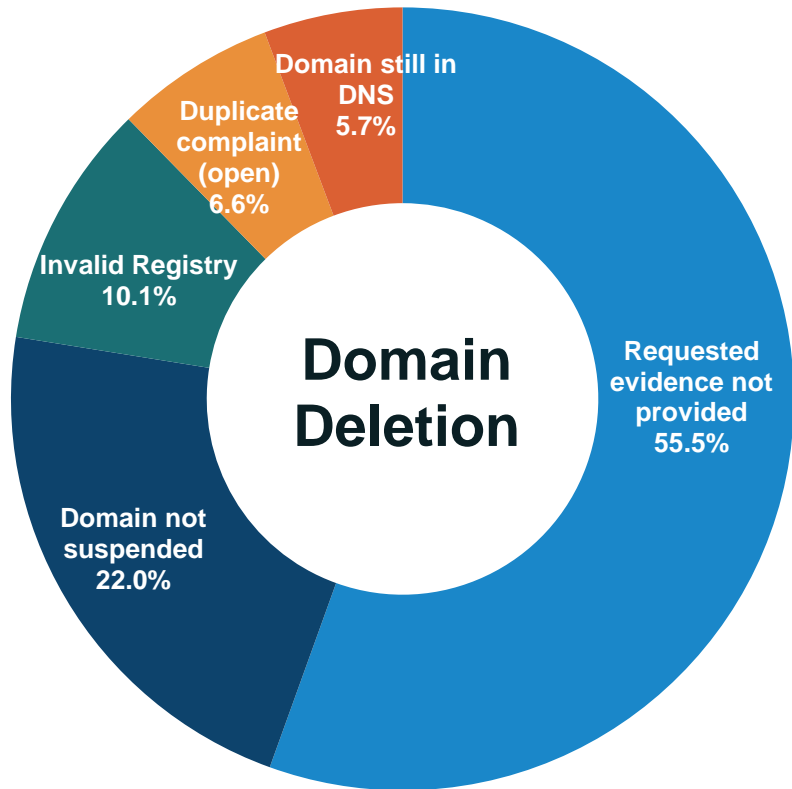 Domain still in
DNS
5.7%
Duplicate
complaint
(open)
6.6%
Invalid Registry
10.1%
Domain
Deletion
Requested
evidence not
provided
55.5%
Domain not
suspended
22.0%